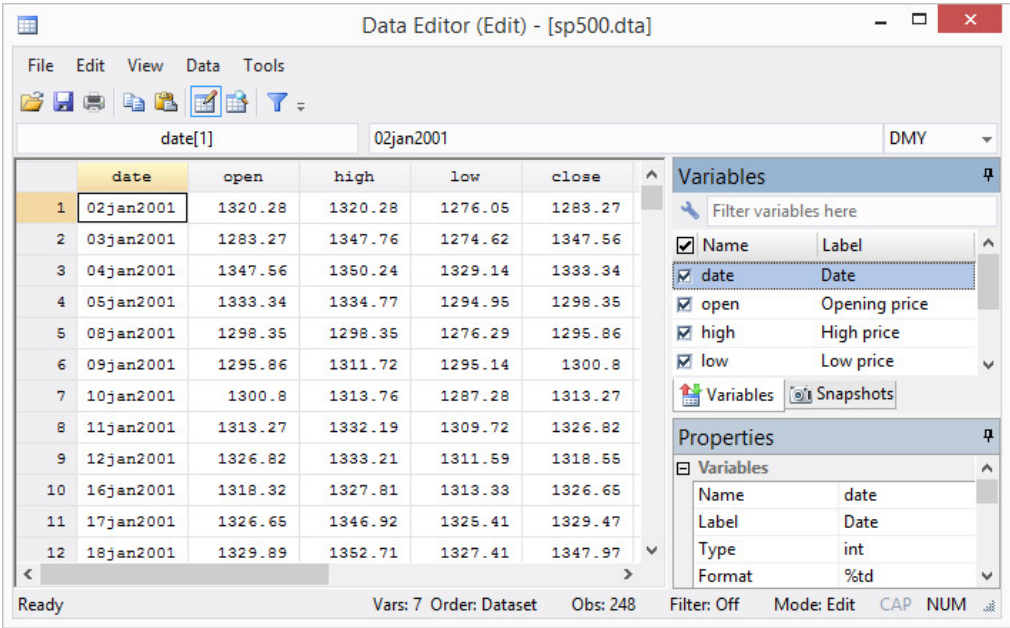 Data Editor (Edit) - [sp500.dta]
File Edit View Data Tools
date[1] 02jan2001 DMY
date open high low close
1 02jan2001 1320.28 1320.28 1276.05 1283.27
2 03jan2001 1283.27 1347.76 1274.62 1347.56
3 04jan2001 1347.56 1350.24 1329.14 1333.34
4 05jan2001 1333.34 1334.77 1294.95 1298.35
5 08jan2001 1298.35 1298.35 1276.29 1295.86
6 09jan2001 1295.86 1311.72 1295.14 1300.8
7 10jan2001 1300.8 1313.76 1287.28 1313.27
8 11jan2001 1313.27 1332.19 1309.72 1326.82
9 12jan2001 1326.82 1333.21 1311.59 1318.55
10 16jan2001 1318.32 1327.81 1313.33 1326.65
11 17jan2001 1326.65 1346.92 1325.41 1329.47
12 18jan2001 1329.89 1352.71 1327.41 1347.97
Variables
Filter variables here
Name Label
date Date
open Opening price
high High price
low Low price
Variables Snapshots
Properties
Variables
Name date
Label Date
Type int
Format %td
Ready Vars: 7 Order: Dataset Obs: 248 Filter: Off Mode: Edit CAP NUM